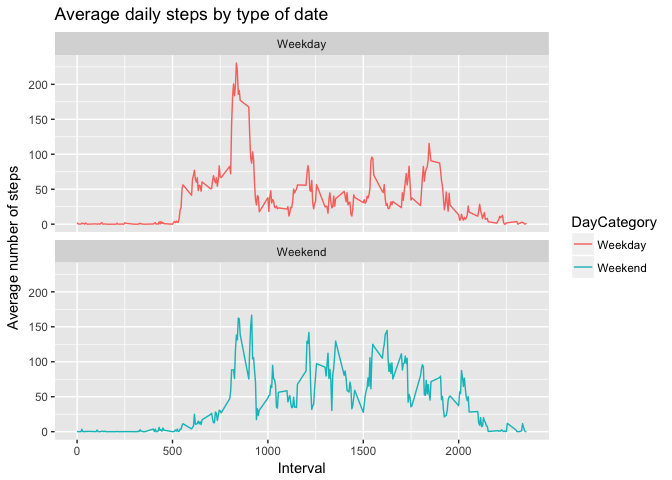 Average daily steps by type of date
Weekday
200
150
100
50
0
Weekend
200
150
100
50
0
0
500
1000
1500
2000
Interval
Average number of steps
DayCategory
Weekday
Weekend